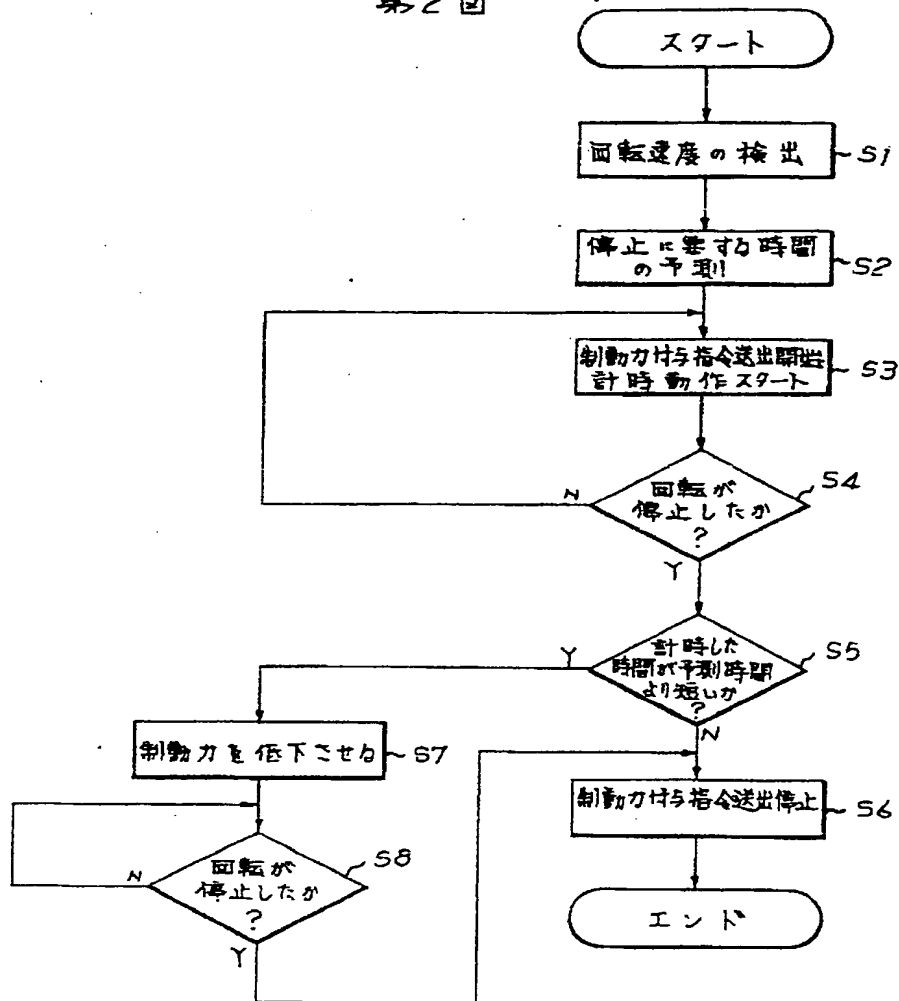 第2図
スタート
回転速度の検出
S1
停止に要する時間
の予測
S2
制動力付与指令送出開始
計時動作スタート
S3
回転が
停止したか
?
S4
N
Y
計時した
時間が予測時間
より短しか
?
S5
Y
N
制動力を低下させる
S7
制動力付与指令送出停止
S6
回転が
停止したか
?
S8
N
Y
エンド